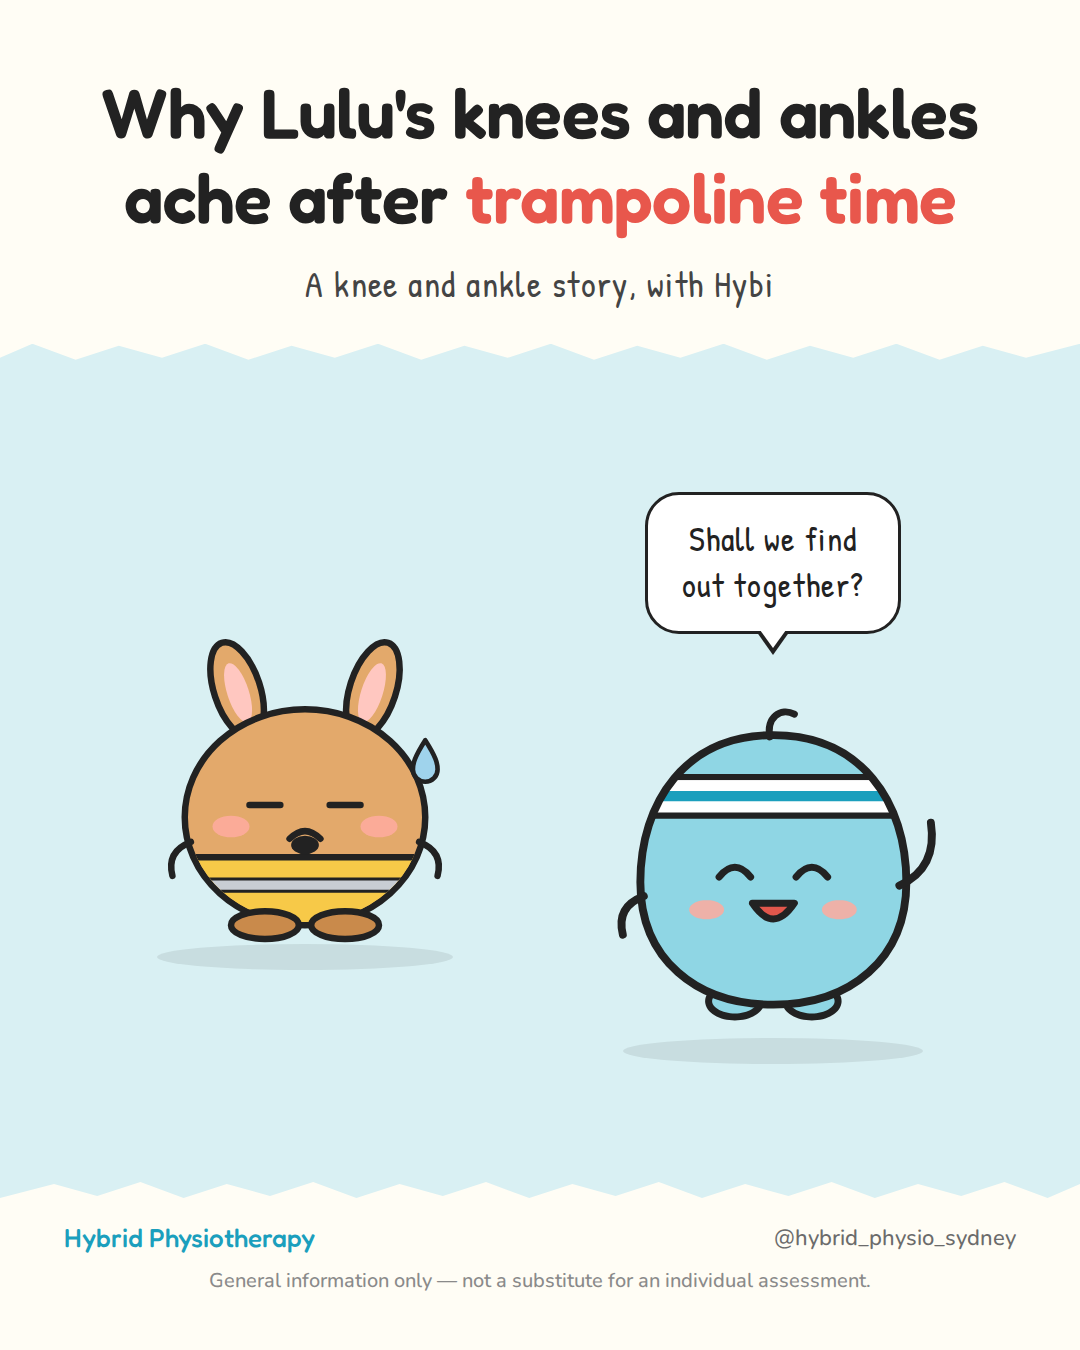 Why Lulu's knees and ankles
ache after trampoline time
A knee and ankle story, with Hybi
Shall we find
out together?
Hybrid Physiotherapy
@hybrid_physio_sydney
General information only — not a substitute for an individual assessment.